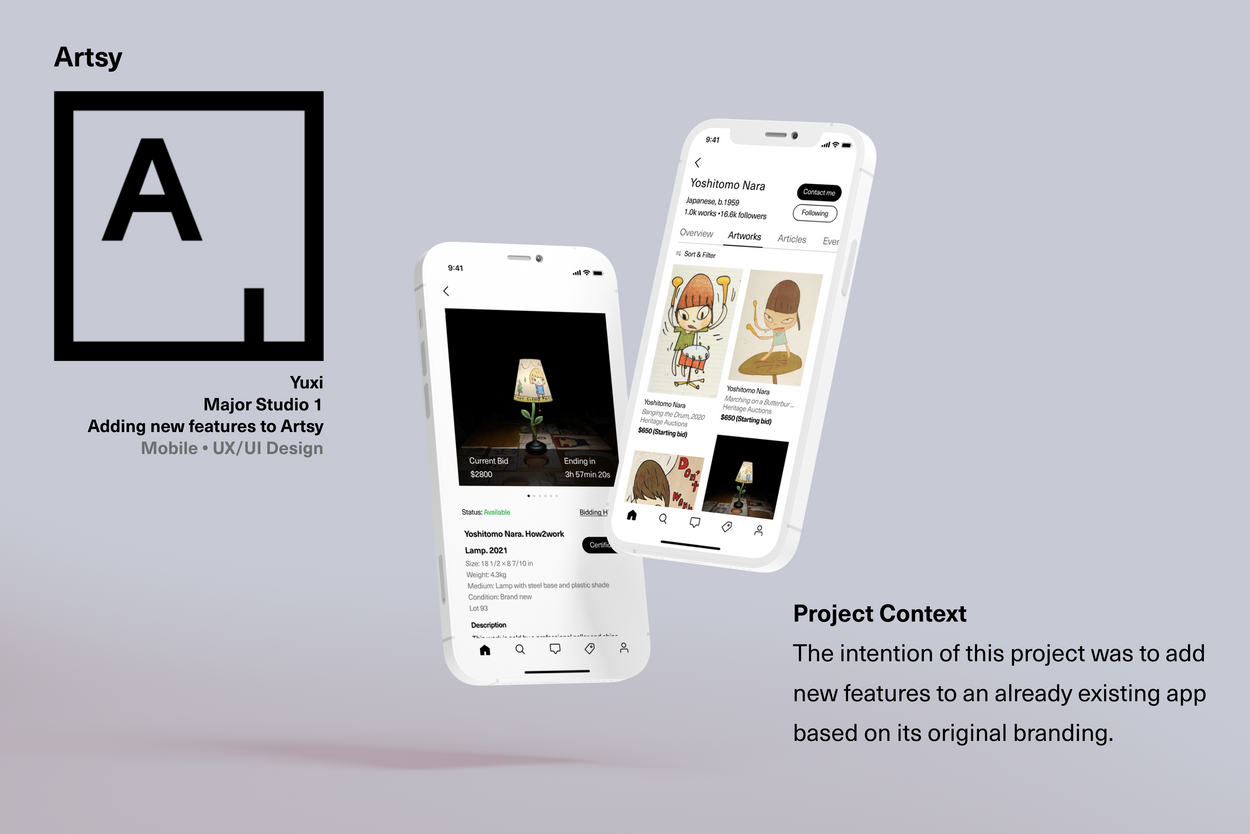 Artsy
A
Yuxi
Major Studio 1
Adding new features to Artsy
Mobile • UX/UI Design
9:41
Current Bid
Ending in
$2800
3h 57min 20s
Status: Available
Bidding H
Yoshitomo Nara. How2work
Lamp. 2021
Certific
Size: 18 1/2 × 8 7/10 in
Weight: 4.3kg
Medium: Lamp with steel base and plastic shade
Condition: Brand new
Lot 93
Description
9:41
Yoshitomo Nara
Contact me
Japanese, b.1959
1.0k works •16.6k followers
Following
Overview Artworks Articles Even
Sort & Filter
Yoshitomo Nara
Banging the Drum, 2020
Heritage Auctions
$650 (Starting bid)
Yoshitomo Nara
Marching on a Butterbur ...
Heritage Auctions
$650 (Starting bid)
DON'T
Project Context
The intention of this project was to add
new features to an already existing app
based on its original branding.